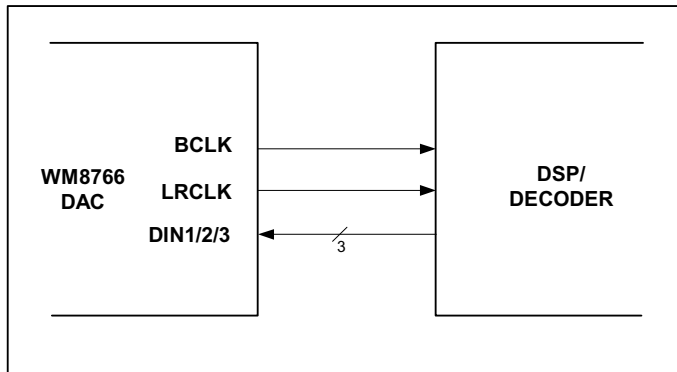 BCLK
WM8766
DAC
LRCLK
DIN1/2/3
3
DSP/
DECODER